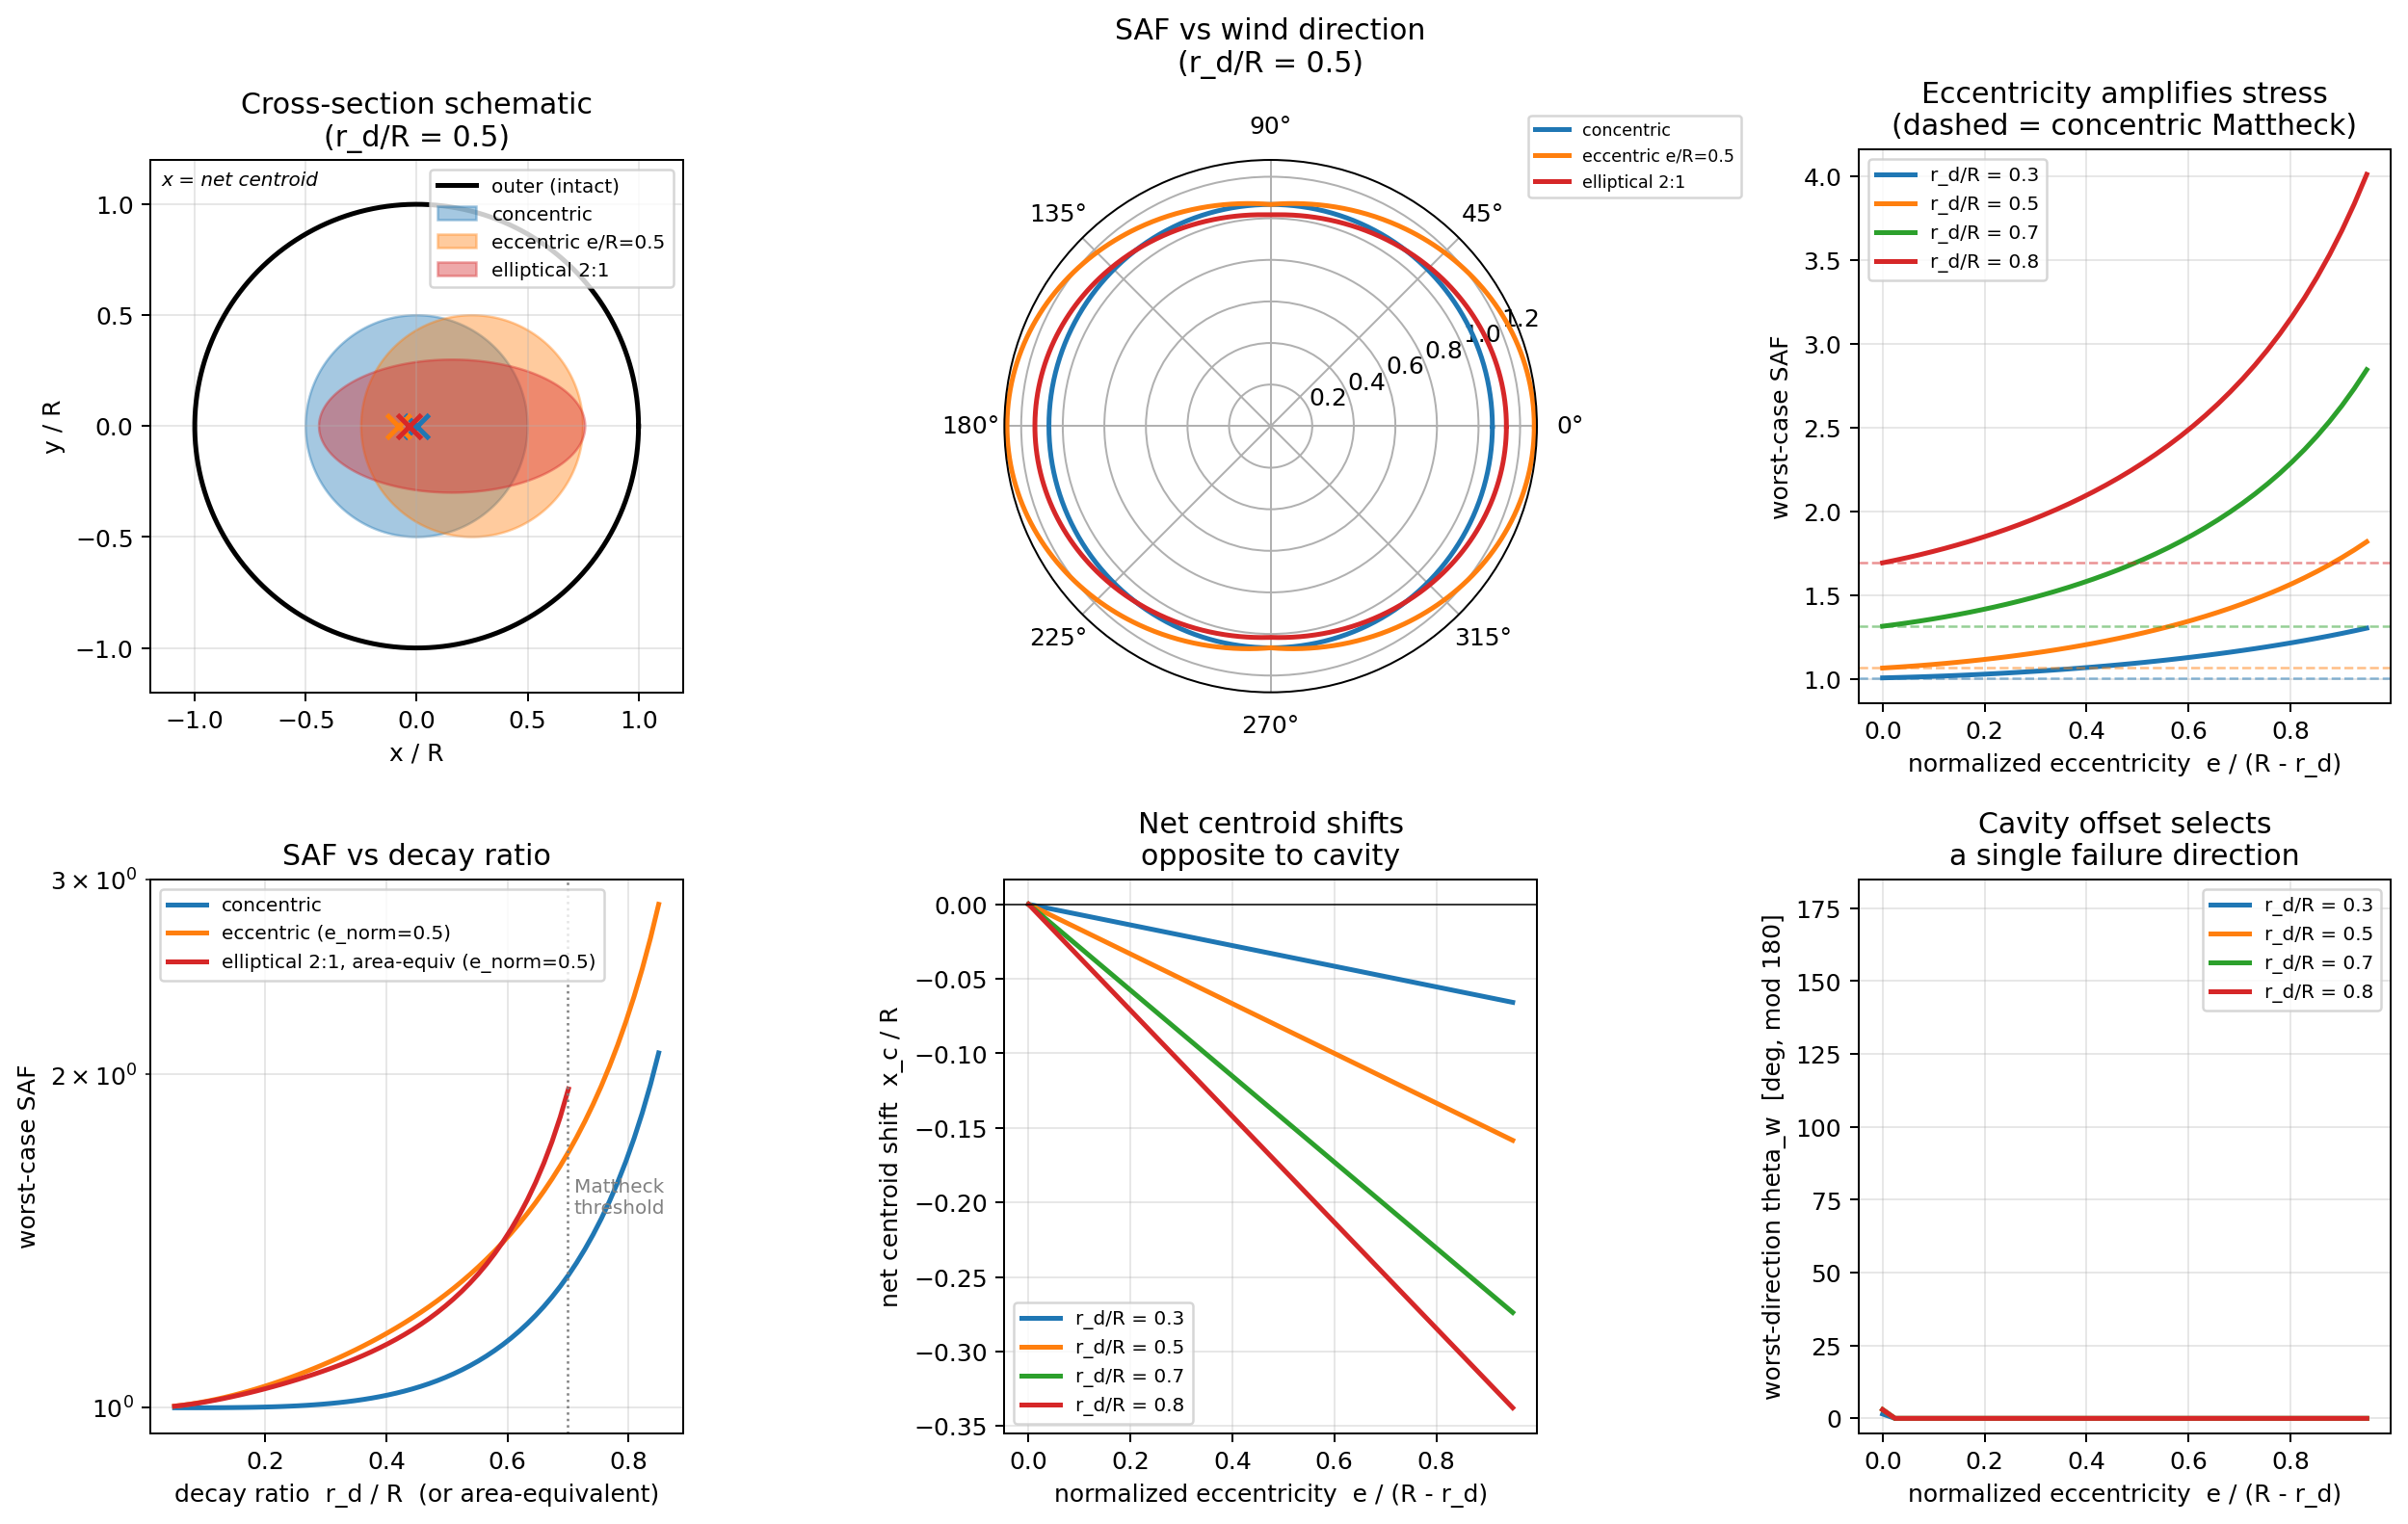 Cross-section schematic
(r_d/R = 0.5)
x = net centroid
outer (intact)
concentric
eccentric e/R=0.5
elliptical 2:1
1.0
0.5
0.0
−0.5
−1.0
y / R
−1.0
−0.5
0.0
0.5
1.0
x / R
SAF vs wind direction
(r_d/R = 0.5)
concentric
eccentric e/R=0.5
elliptical 2:1
90°
135°
45°
180°
0°
225°
315°
270°
0.2
0.4
0.6
0.8
1.0
1.2
Eccentricity amplifies stress
(dashed = concentric Mattheck)
r_d/R = 0.3
r_d/R = 0.5
r_d/R = 0.7
r_d/R = 0.8
4.0
3.5
3.0
2.5
2.0
1.5
1.0
worst-case SAF
0.0
0.2
0.4
0.6
0.8
normalized eccentricity e / (R - r_d)
SAF vs decay ratio
concentric
eccentric (e_norm=0.5)
elliptical 2:1, area-equiv (e_norm=0.5)
Mattheck
threshold
3 × 10⁰
2 × 10⁰
10⁰
worst-case SAF
0.2
0.4
0.6
0.8
decay ratio r_d / R (or area-equivalent)
Net centroid shifts
opposite to cavity
0.00
−0.05
−0.10
−0.15
−0.20
−0.25
−0.30
−0.35
net centroid shift x_c / R
r_d/R = 0.3
r_d/R = 0.5
r_d/R = 0.7
r_d/R = 0.8
0.0
0.2
0.4
0.6
0.8
normalized eccentricity e / (R - r_d)
Cavity offset selects
a single failure direction
r_d/R = 0.3
r_d/R = 0.5
r_d/R = 0.7
r_d/R = 0.8
175
150
125
100
75
50
25
0
worst-direction theta_w [deg, mod 180]
0.0
0.2
0.4
0.6
0.8
normalized eccentricity e / (R - r_d)